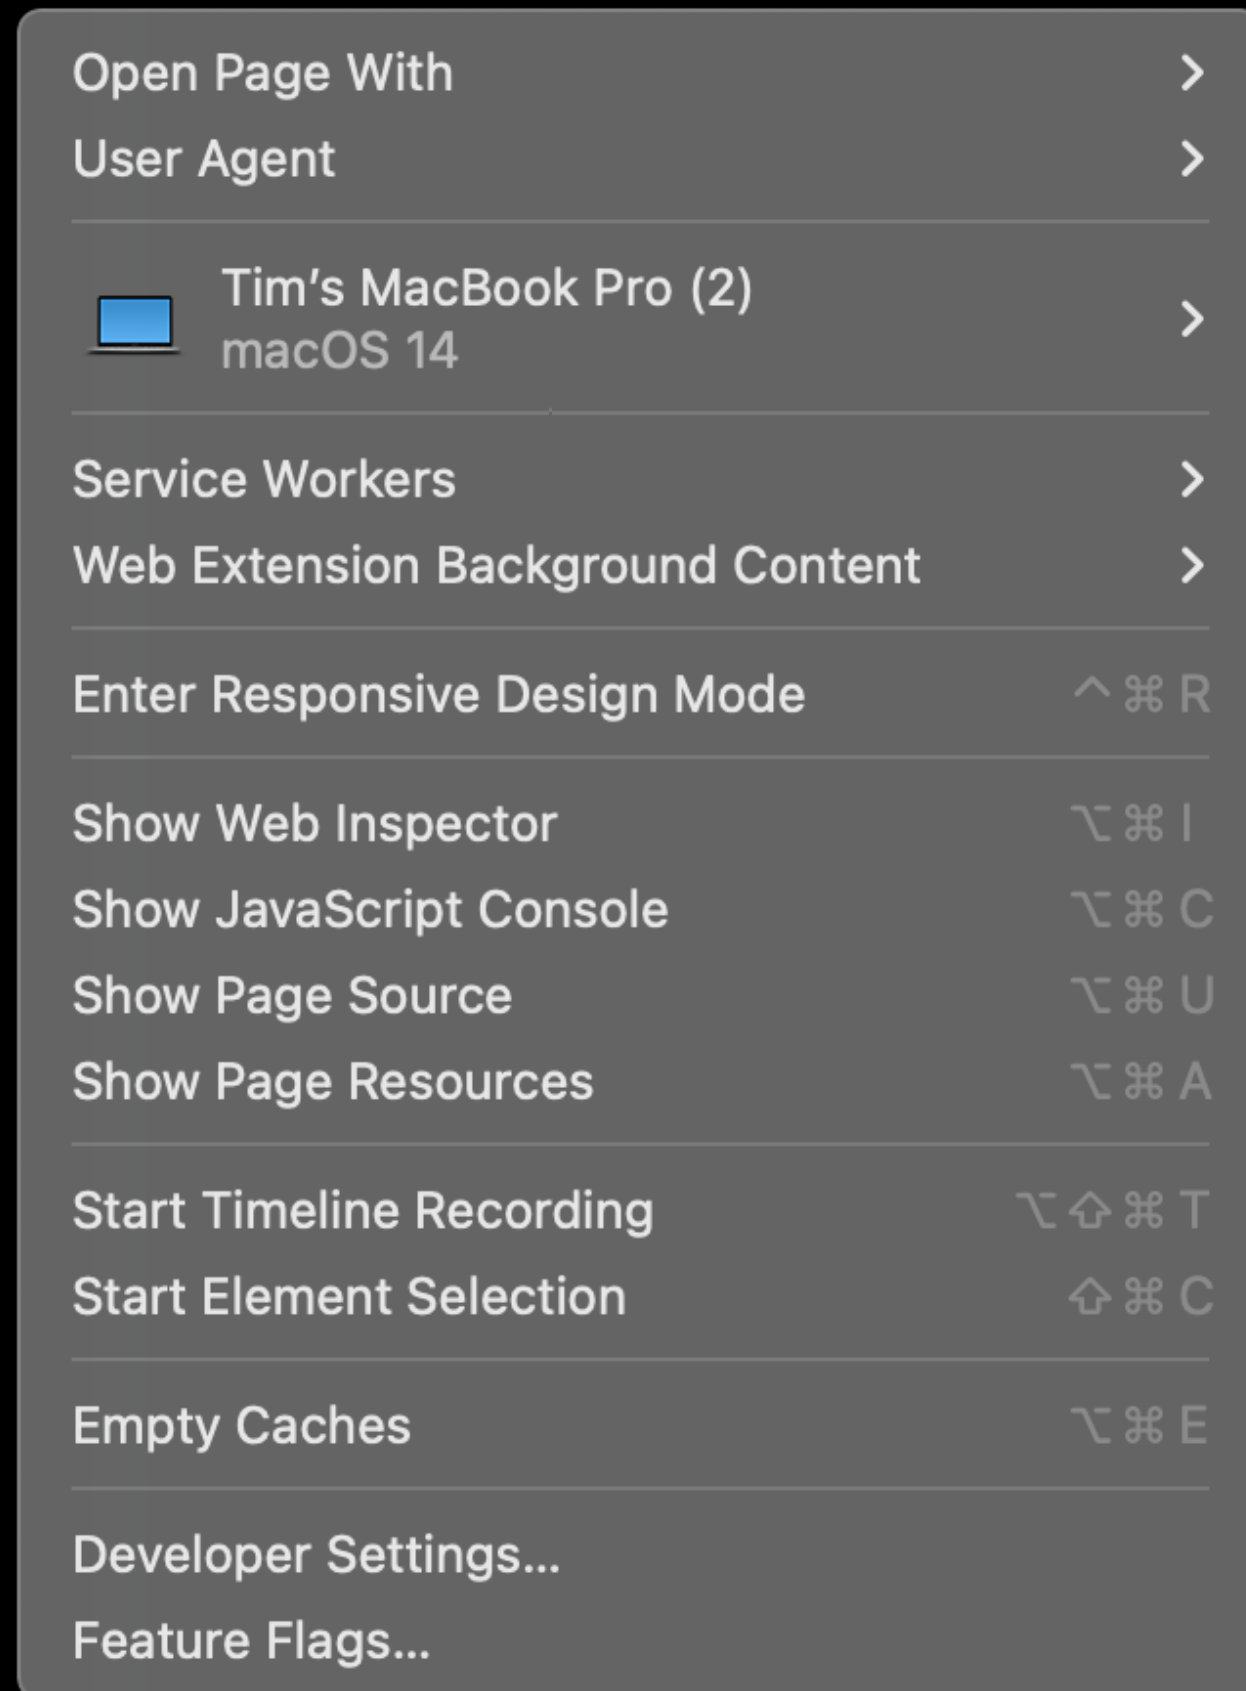 Open Page With
User Agent
Tim’s MacBook Pro (2)
macOS 14
Service Workers
Web Extension Background Content
Enter Responsive Design Mode ^⌘R
Show Web Inspector ⌥⌘I
Show JavaScript Console ⌥⌘C
Show Page Source ⌥⌘U
Show Page Resources ⌥⌘A
Start Timeline Recording ⌥⇧⌘T
Start Element Selection ⇧⌘C
Empty Caches ⌥⌘E
Developer Settings...
Feature Flags...